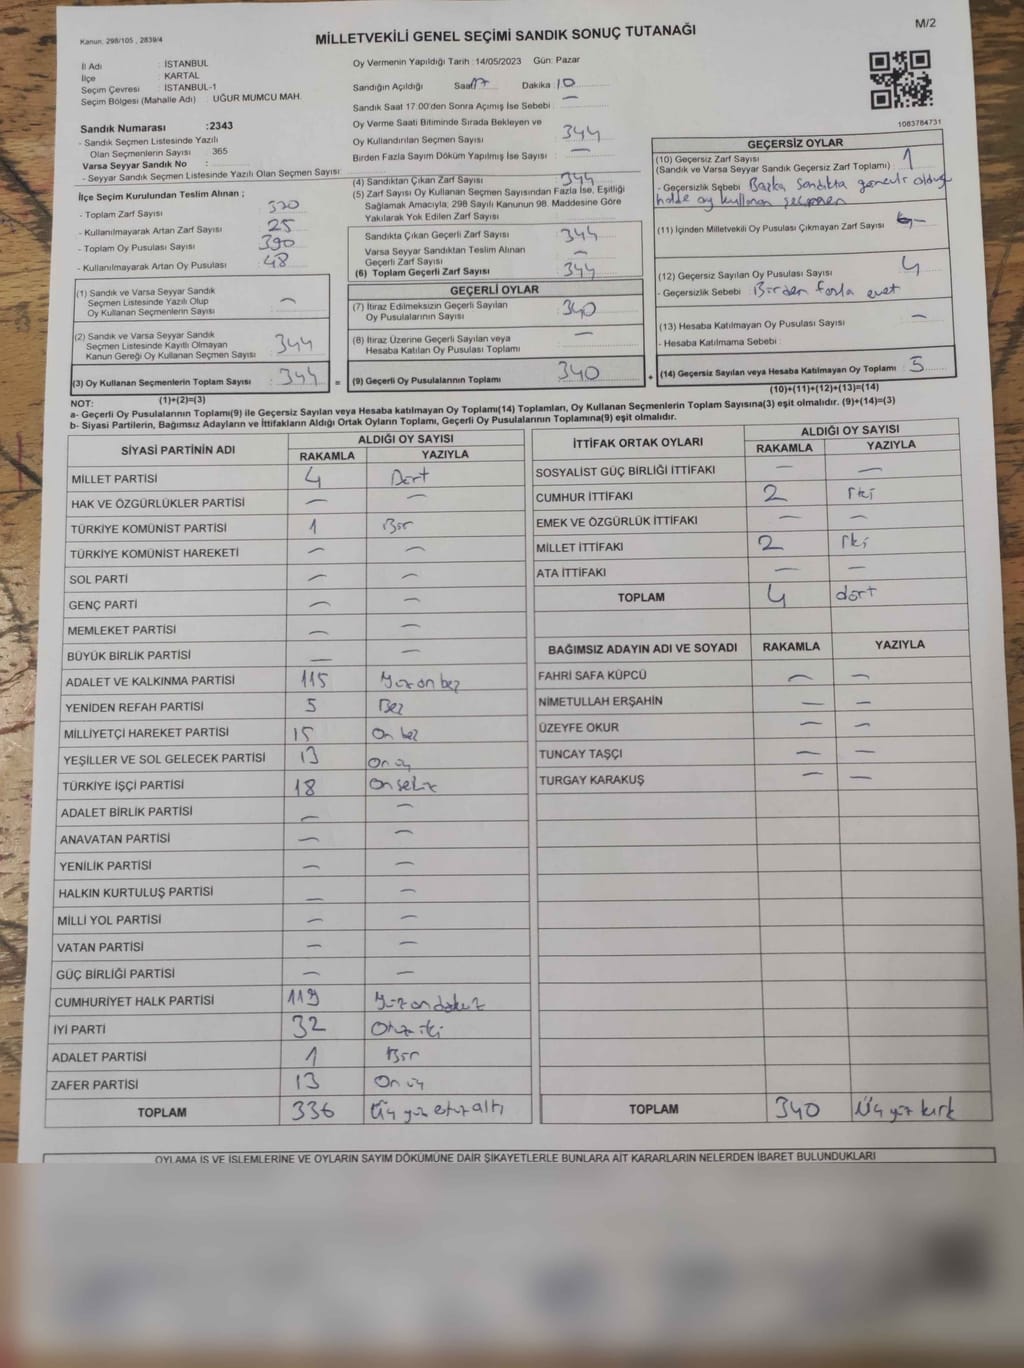 M/2
Kanun, 298/105 , 2839/4
MİLLETVEKİLİ GENEL SEÇİMİ SANDIK SONUÇ TUTANAĞI
İl Adı : İSTANBUL
İlçe : KARTAL
Seçim Çevresi : İSTANBUL-1
Seçim Bölgesi (Mahalle Adı) : UĞUR MUMCU MAH.
Sandık Numarası :2343
- Sandık Seçmen Listesinde Yazılı
Olan Seçmenlerin Sayısı : 365
Varsa Seyyar Sandık No :
- Seyyar Sandık Seçmen Listesinde Yazılı Olan Seçmen Sayısı :
Oy Vermenin Yapıldığı Tarih :14/05/2023 Gün: Pazar
Sandığın Açıldığı Saat 17 Dakika 10
Sandık Saat 17:00'den Sonra Açımış İse Sebebi : —
Oy Verme Saati Bitiminde Sırada Bekleyen ve
Oy Kullandırılan Seçmen Sayısı : 344
Birden Fazla Sayım Döküm Yapılmış İse Sayısı : —
1083784731
İlçe Seçim Kurulundan Teslim Alınan ;
- Toplam Zarf Sayısı : 370
- Kullanılmayarak Artan Zarf Sayısı : 25
- Toplam Oy Pusulası Sayısı : 390
- Kullanılmayarak Artan Oy Pusulası : 48
(1) Sandık ve Varsa Seyyar Sandık
Seçmen Listesinde Yazılı Olup
Oy Kullanan Seçmenlerin Sayısı : —
(2) Sandık ve Varsa Seyyar Sandık
Seçmen Listesinde Kayıtlı Olmayan
Kanun Gereği Oy Kullanan Seçmen Sayısı : 344
(3) Oy Kullanan Seçmenlerin Toplam Sayısı : 344 =
(4) Sandıktan Çıkan Zarf Sayısı : 344
(5) Zarf Sayısı Oy Kullanan Seçmen Sayısından Fazla İse, Eşitliği
Sağlamak Amacıyla, 298 Sayılı Kanunun 98. Maddesine Göre
Yakılarak Yok Edilen Zarf Sayısı :
Sandıkta Çıkan Geçerli Zarf Sayısı : 344
Varsa Seyyar Sandıktan Teslim Alınan
Geçerli Zarf Sayısı : —
(6) Toplam Geçerli Zarf Sayısı : 344
GEÇERLİ OYLAR
(7) İtiraz Edilmeksizin Geçerli Sayılan
Oy Pusulalarının Sayısı : 340
(8) İtiraz Üzerine Geçerli Sayılan veya
Hesaba Katılan Oy Pusulası Toplamı : —
(9) Geçerli Oy Pusulalarının Toplamı : 340 +
GEÇERSİZ OYLAR
(10) Geçersiz Zarf Sayısı
(Sandık ve Varsa Seyyar Sandık Geçersiz Zarf Toplamı) : 1
- Geçersizlik Sebebi : Başka Sandıkta görevli olduğu
halde oy kullanan seçmen
(11) İçinden Milletvekili Oy Pusulası Çıkmayan Zarf Sayısı : —
(12) Geçersiz Sayılan Oy Pusulası Sayısı : 4
- Geçersizlik Sebebi : Birden fazla evet
(13) Hesaba Katılmayan Oy Pusulası Sayısı : —
- Hesaba Katılmama Sebebi :
(14) Geçersiz Sayılan veya Hesaba Katılmayan Oy Toplamı : 5
(10)+(11)+(12)+(13)=(14)
NOT: (1)+(2)=(3)
a- Geçerli Oy Pusulalarının Toplamı(9) ile Geçersiz Sayılan veya Hesaba katılmayan Oy Toplamı(14) Toplamları, Oy Kullanan Seçmenlerin Toplam Sayısına(3) eşit olmalıdır. (9)+(14)=(3)
b- Siyasi Partilerin, Bağımsız Adayların ve İttifakların Aldığı Ortak Oyların Toplamı, Geçerli Oy Pusulalarının Toplamına(9) eşit olmalıdır.
SİYASİ PARTİNİN ADI ALDIĞI OY SAYISI
RAKAMLA YAZIYLA
MİLLET PARTİSİ 4 Dört
HAK VE ÖZGÜRLÜKLER PARTİSİ — —
TÜRKİYE KOMÜNİST PARTİSİ 1 Bir
TÜRKİYE KOMÜNİST HAREKETİ — —
SOL PARTİ — —
GENÇ PARTİ — —
MEMLEKET PARTİSİ — —
BÜYÜK BİRLİK PARTİSİ — —
ADALET VE KALKINMA PARTİSİ 115 Yüz on beş
YENİDEN REFAH PARTİSİ 5 Beş
MİLLİYETÇİ HAREKET PARTİSİ 15 On beş
YEŞİLLER VE SOL GELECEK PARTİSİ 13 On üç
TÜRKİYE İŞÇİ PARTİSİ 18 On sekiz
ADALET BİRLİK PARTİSİ — —
ANAVATAN PARTİSİ — —
YENİLİK PARTİSİ — —
HALKIN KURTULUŞ PARTİSİ — —
MİLLİ YOL PARTİSİ — —
VATAN PARTİSİ — —
GÜÇ BİRLİĞİ PARTİSİ — —
CUMHURİYET HALK PARTİSİ 119 Yüz on dokuz
İYİ PARTİ 32 Otuz iki
ADALET PARTİSİ 1 Bir
ZAFER PARTİSİ 13 On üç
TOPLAM 336 Üç yüz otuz altı
İTTİFAK ORTAK OYLARI ALDIĞI OY SAYISI
RAKAMLA YAZIYLA
SOSYALİST GÜÇ BİRLİĞİ İTTİFAKI — —
CUMHUR İTTİFAKI 2 İki
EMEK VE ÖZGÜRLÜK İTTİFAKI — —
MİLLET İTTİFAKI 2 İki
ATA İTTİFAKI — —
TOPLAM 4 dört
BAĞIMSIZ ADAYIN ADI VE SOYADI RAKAMLA YAZIYLA
FAHRİ SAFA KÜPCÜ — —
NİMETULLAH ERŞAHİN — —
ÜZEYFE OKUR — —
TUNCAY TAŞÇI — —
TURGAY KARAKUŞ — —
TOPLAM 340 Üç yüz kırk
OYLAMA İŞ VE İŞLEMLERİNE VE OYLARIN SAYIM DÖKÜMÜNE DAİR ŞİKAYETLERLE BUNLARA AİT KARARLARIN NELERDEN İBARET BULUNDUKLARI